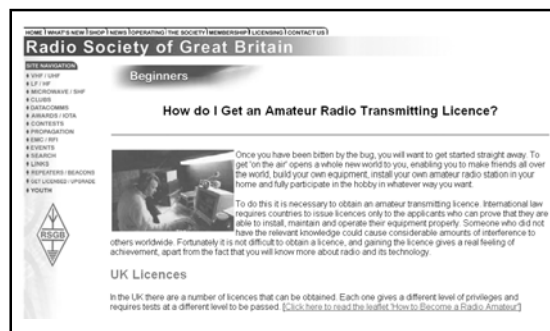 HOME | WHAT'S NEW | SHOP | NEWS | OPERATING | THE SOCIETY | MEMBERSHIP | LICENSING | CONTACT US
Radio Society of Great Britain
SITE NAVIGATION
VHF / UHF
LF / HF
MICROWAVE / SHF
CLUBS
DATACOMMS
AWARDS / IOTA
CONTESTS
PROPAGATION
EMC / RFI
EVENTS
SEARCH
LINKS
REPEATERS / BEACONS
GET LICENSED / UPGRADE
YOUTH
RSGB
Beginners
How do I Get an Amateur Radio Transmitting Licence?
Once you have been bitten by the bug, you will want to get started straight away. To
get 'on the air' opens a whole new world to you, enabling you to make friends all over
the world, build your own equipment, install your own amateur radio station in your
home and fully participate in the hobby in whatever way you want.
To do this it is necessary to obtain an amateur transmitting licence. International law
requires countries to issue licences only to the applicants who can prove that they are
able to install, maintain and operate their equipment properly. Someone who did not
have the relevant knowledge could cause considerable amounts of interference to
others worldwide. Fortunately it is not difficult to obtain a licence, and gaining the licence gives a real feeling of
achievement, apart from the fact that you will know more about radio and its technology.
UK Licences
In the UK there are a number of licences that can be obtained. Each one gives a different level of privileges and
requires tests at a different level to be passed. [Click here to read the leaflet 'How to Become a Radio Amateur']